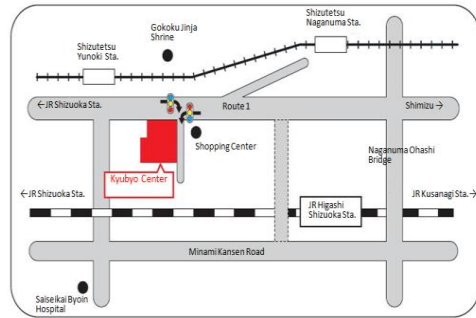 Gokoku Jinja
Shrine
Shizutetsu
Naganuma Sta.
Shizutetsu
Yunoki Sta.
←JR Shizuoka Sta.
Route 1
Shimizu→
Shopping Center
Naganuma Ohashi
Bridge
Kyubyo Center
←JR Shizuoka Sta.
JR Kusanagi Sta.→
JR Higashi
Shizuoka Sta.
Minami Kansen Road
Saiseikai Byoin
Hospital